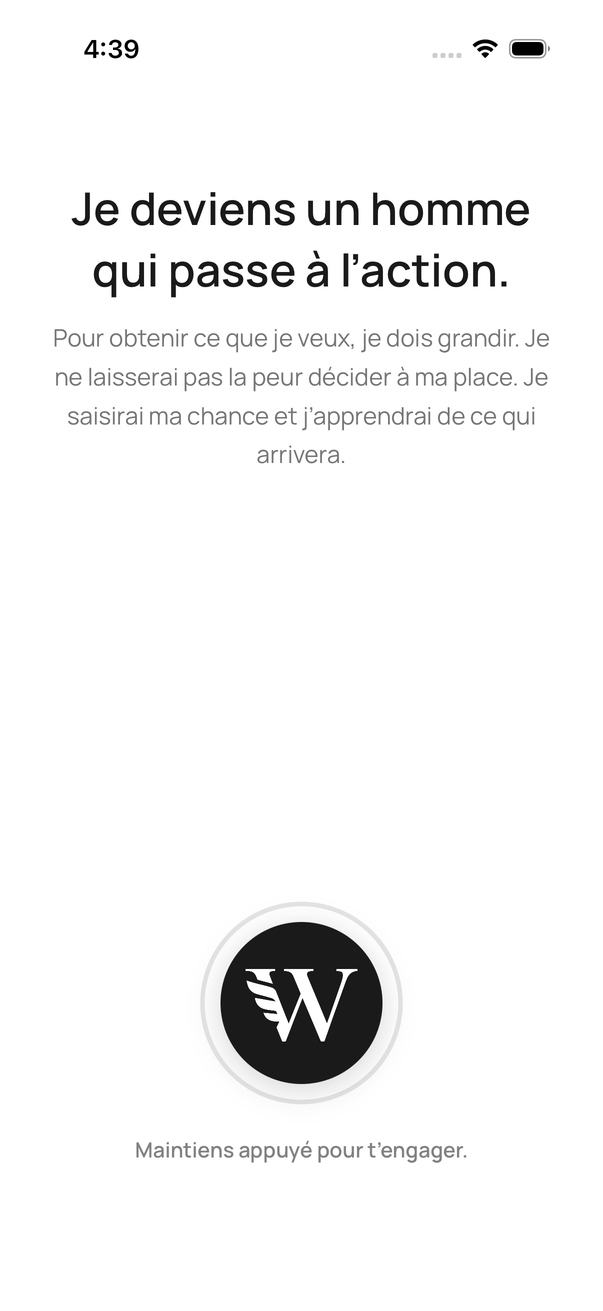 4:39
Je deviens un homme
qui passe à l’action.
Pour obtenir ce que je veux, je dois grandir. Je
ne laisserai pas la peur décider à ma place. Je
saisirai ma chance et j’apprendrai de ce qui
arrivera.
W
Maintiens appuyé pour t’engager.